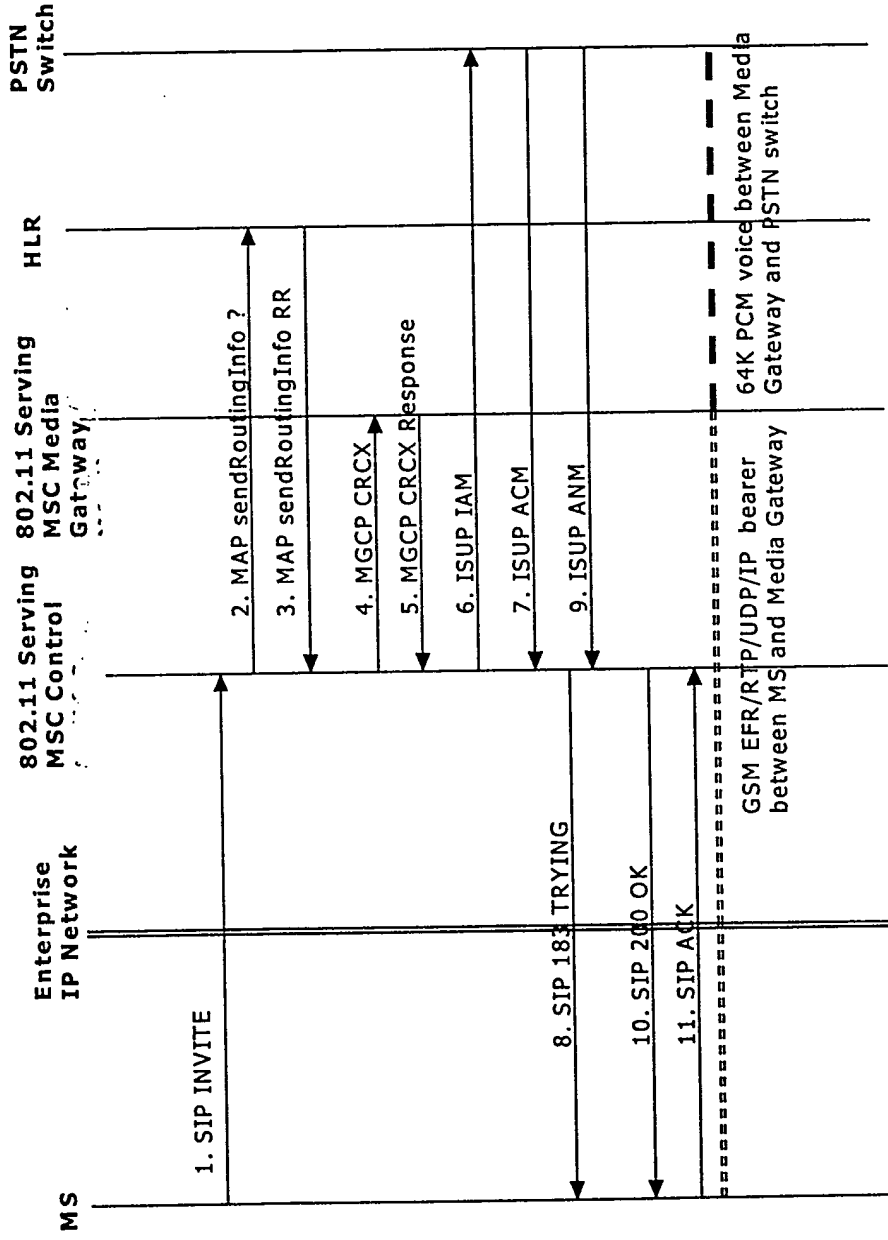 MS
Enterprise
IP Network
802.11 Serving
MSC Control
802.11 Serving
MSC Media
Gateway
HLR
PSTN
Switch
1. SIP INVITE
2. MAP sendRoutingInfo ?
3. MAP sendRoutingInfo RR
4. MGCP CRCX
5. MGCP CRCX Response
6. ISUP IAM
7. ISUP ACM
8. SIP 183 TRYING
9. ISUP ANM
10. SIP 200 OK
11. SIP ACK
GSM EFR/RTP/UDP/IP bearer
between MS and Media Gateway
64K PCM voice between Media
Gateway and PSTN switch